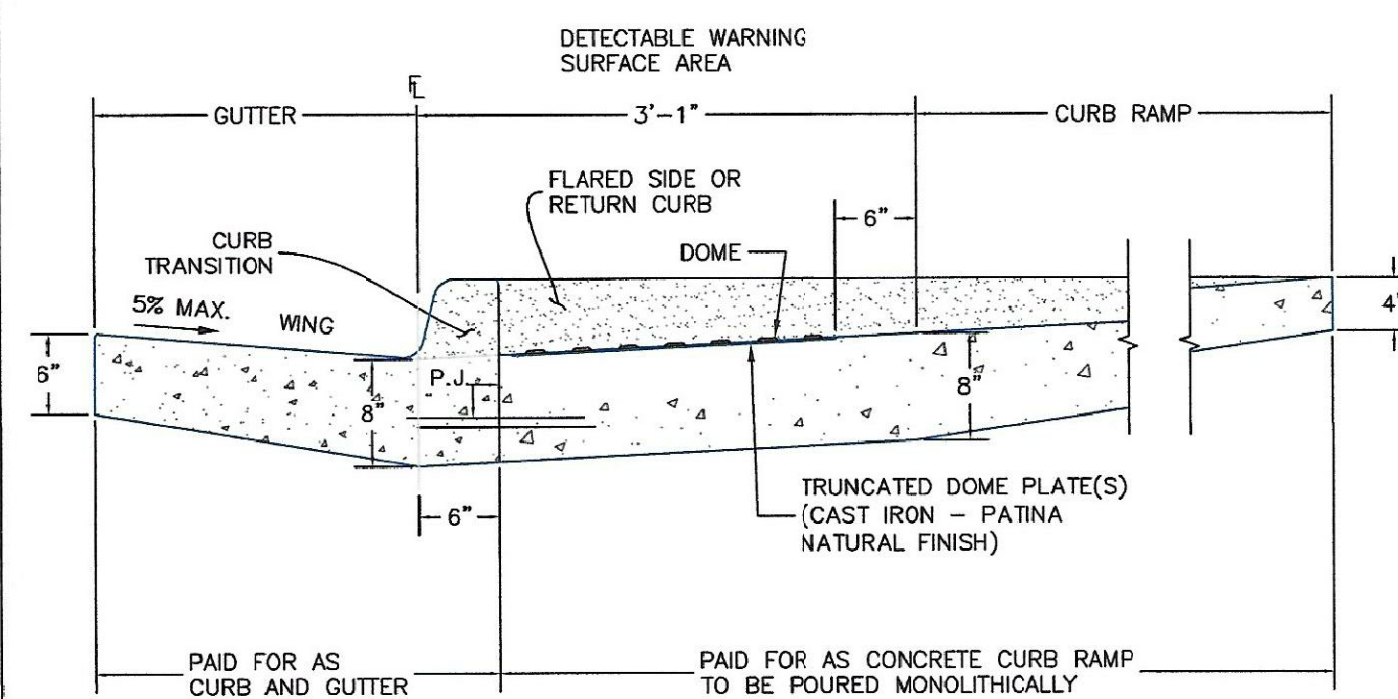 DETECTABLE WARNING
SURFACE AREA
FL
GUTTER
3'-1"
CURB RAMP
FLARED SIDE OR
RETURN CURB
6"
CURB
TRANSITION
DOME
5% MAX.
WING
4"
6"
P.J.
8"
8"
6"
TRUNCATED DOME PLATE(S)
(CAST IRON – PATINA
NATURAL FINISH)
PAID FOR AS
CURB AND GUTTER
PAID FOR AS CONCRETE CURB RAMP
TO BE POURED MONOLITHICALLY